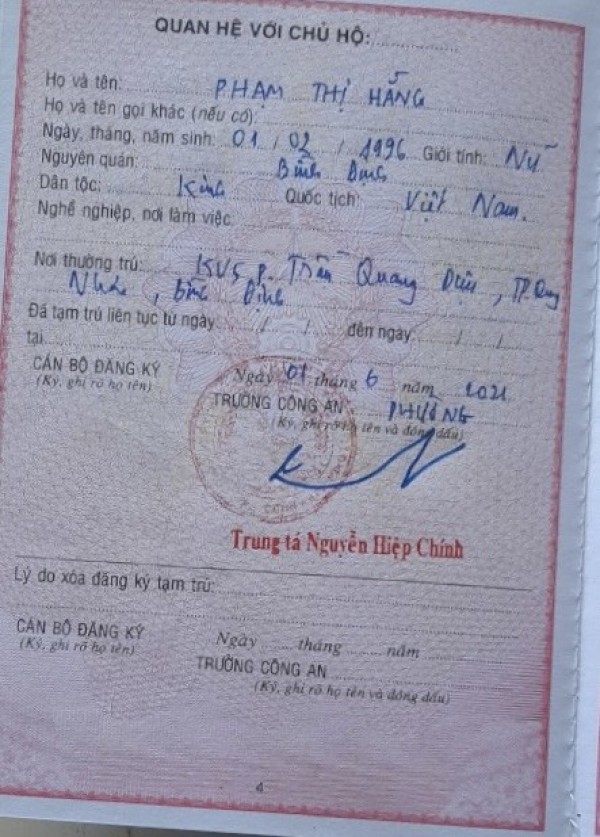 QUAN HỆ VỚI CHỦ HỘ:
Họ và tên: PHẠM THỊ HẰNG
Họ và tên gọi khác (nếu có):
Ngày, tháng, năm sinh: 01 / 02 / 1996 Giới tính: Nữ
Nguyên quán: Bình Định
Dân tộc: Kinh Quốc tịch: Việt Nam.
Nghề nghiệp, nơi làm việc:
Nơi thường trú: KV5, P. Trần Quang Diệu, TP. Quy
Nhơn, Bình Định
Đã tạm trú liên tục từ ngày: / / đến ngày: / /
tại
CÁN BỘ ĐĂNG KÝ
(Ký, ghi rõ họ tên)
Ngày 01 tháng 6 năm 2021
TRƯỞNG CÔNG AN PHƯỜNG
(Ký, ghi rõ họ tên và đóng dấu)
Trung tá Nguyễn Hiệp Chính
Lý do xóa đăng ký tạm trú:
CÁN BỘ ĐĂNG KÝ
(Ký, ghi rõ họ tên)
Ngày tháng năm
TRƯỞNG CÔNG AN
(Ký, ghi rõ họ tên và đóng dấu)
4